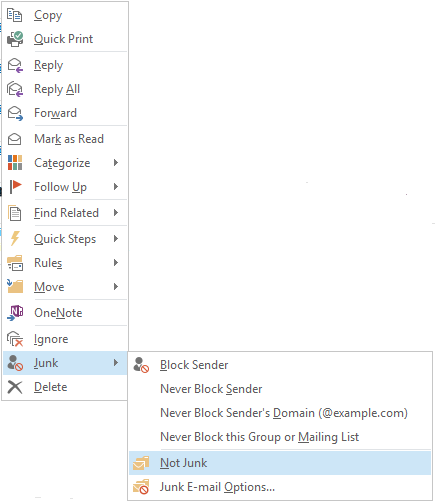 Copy
Quick Print
Reply
Reply All
Forward
Mark as Read
Categorize
Follow Up
Find Related
Quick Steps
Rules
Move
OneNote
Ignore
Junk
Delete
Block Sender
Never Block Sender
Never Block Sender's Domain (@example.com)
Never Block this Group or Mailing List
Not Junk
Junk E-mail Options...